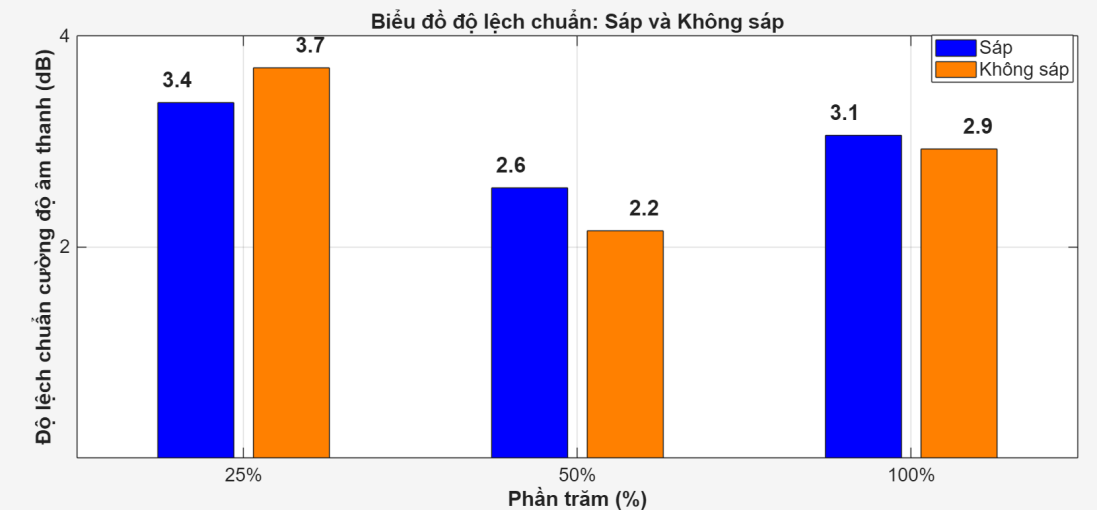 Biểu đồ độ lệch chuẩn: Sáp và Không sáp
Độ lệch chuẩn cường độ âm thanh (dB)
4
2
3.4
3.7
2.6
2.2
3.1
2.9
Sáp
Không sáp
25%
50%
100%
Phần trăm (%)